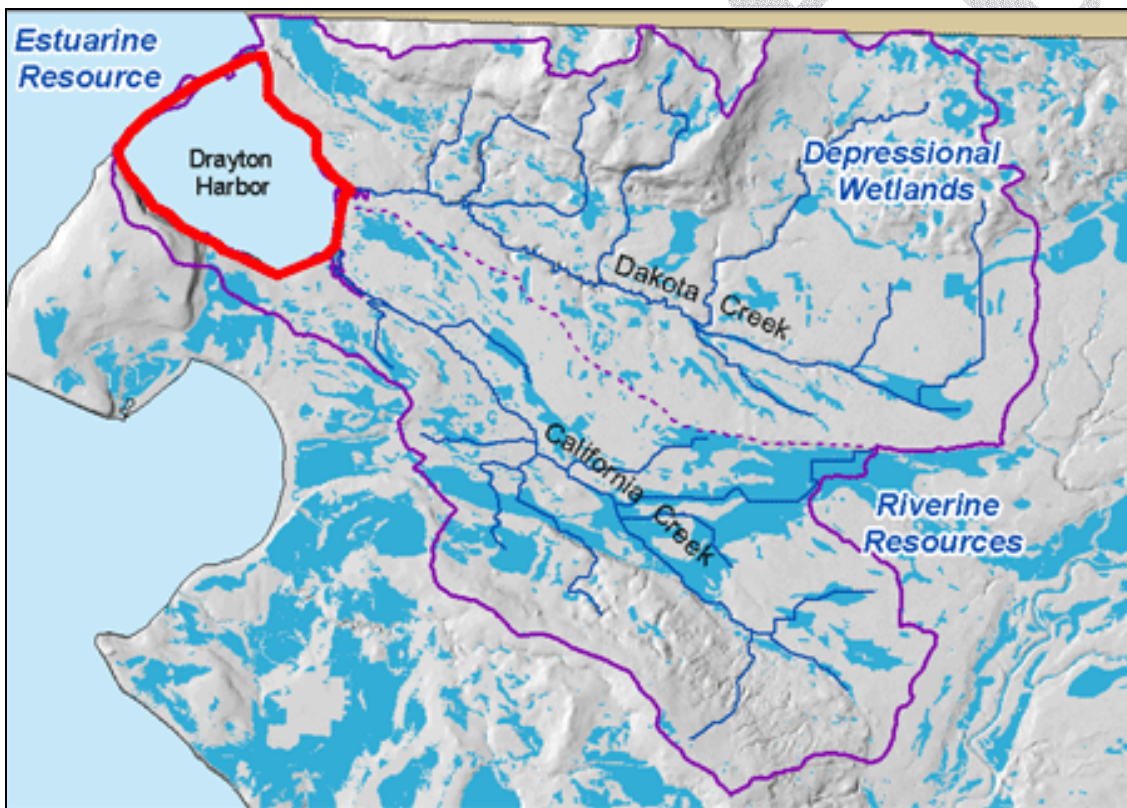 Estuarine
Resource
Drayton
Harbor
Depressional
Wetlands
Dakota Creek
California Creek
Riverine
Resources